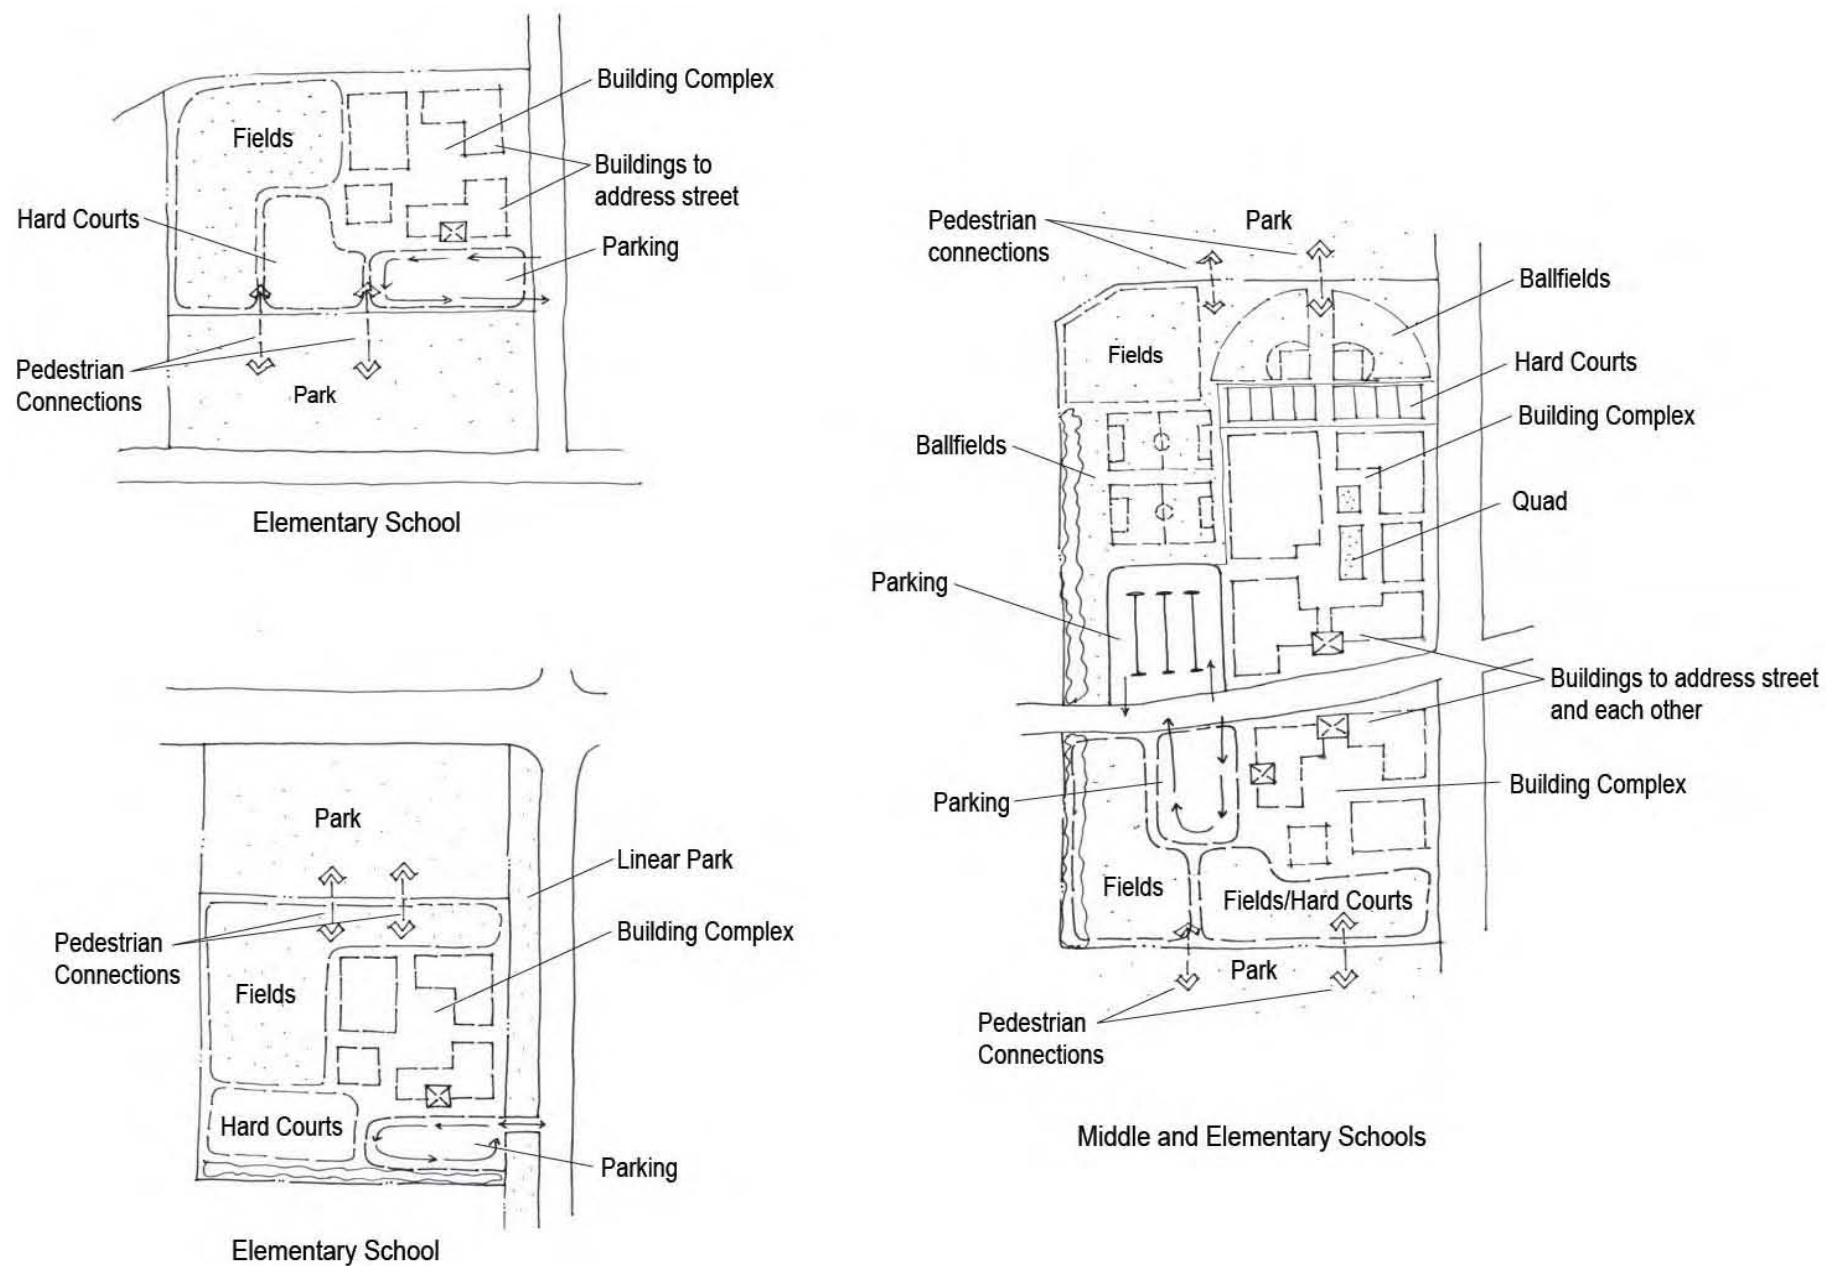 Building Complex
Fields
Buildings to
address street
Hard Courts
Parking
Pedestrian
Connections
Park
Elementary School
Park
Linear Park
Building Complex
Pedestrian
Connections
Fields
Hard Courts
Parking
Elementary School
Pedestrian
connections
Park
Ballfields
Fields
Hard Courts
Building Complex
Ballfields
Quad
Parking
Buildings to address street
and each other
Building Complex
Parking
Fields
Fields/Hard Courts
Park
Pedestrian
Connections
Middle and Elementary Schools